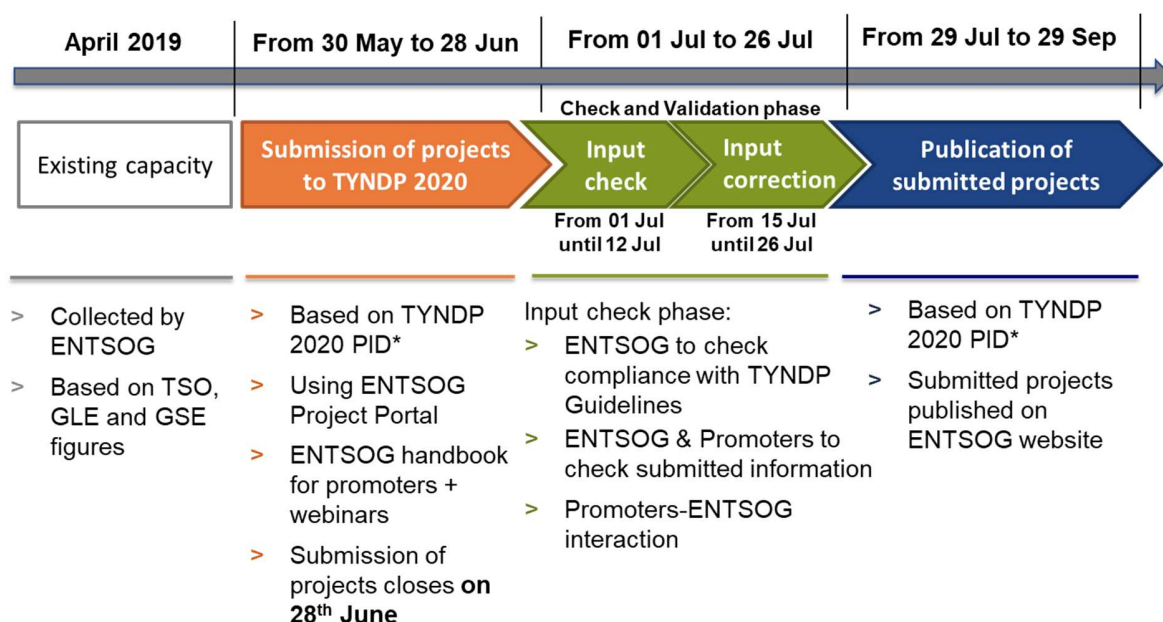 April 2019
From 30 May to 28 Jun
From 01 Jul to 26 Jul
From 29 Jul to 29 Sep
Check and Validation phase
Existing capacity
Submission of projects
to TYNDP 2020
Input
check
Input
correction
Publication of
submitted projects
From 01 Jul
until 12 Jul
From 15 Jul
until 26 Jul
> Collected by
ENTSOG
> Based on TSO,
GLE and GSE
figures
> Based on TYNDP
2020 PID*
> Using ENTSOG
Project Portal
> ENTSOG handbook
for promoters +
webinars
> Submission of
projects closes on
28th June
Input check phase:
> ENTSOG to check
compliance with TYNDP
Guidelines
> ENTSOG & Promoters to
check submitted information
> Promoters-ENTSOG
interaction
> Based on TYNDP
2020 PID*
> Submitted projects
published on
ENTSOG website